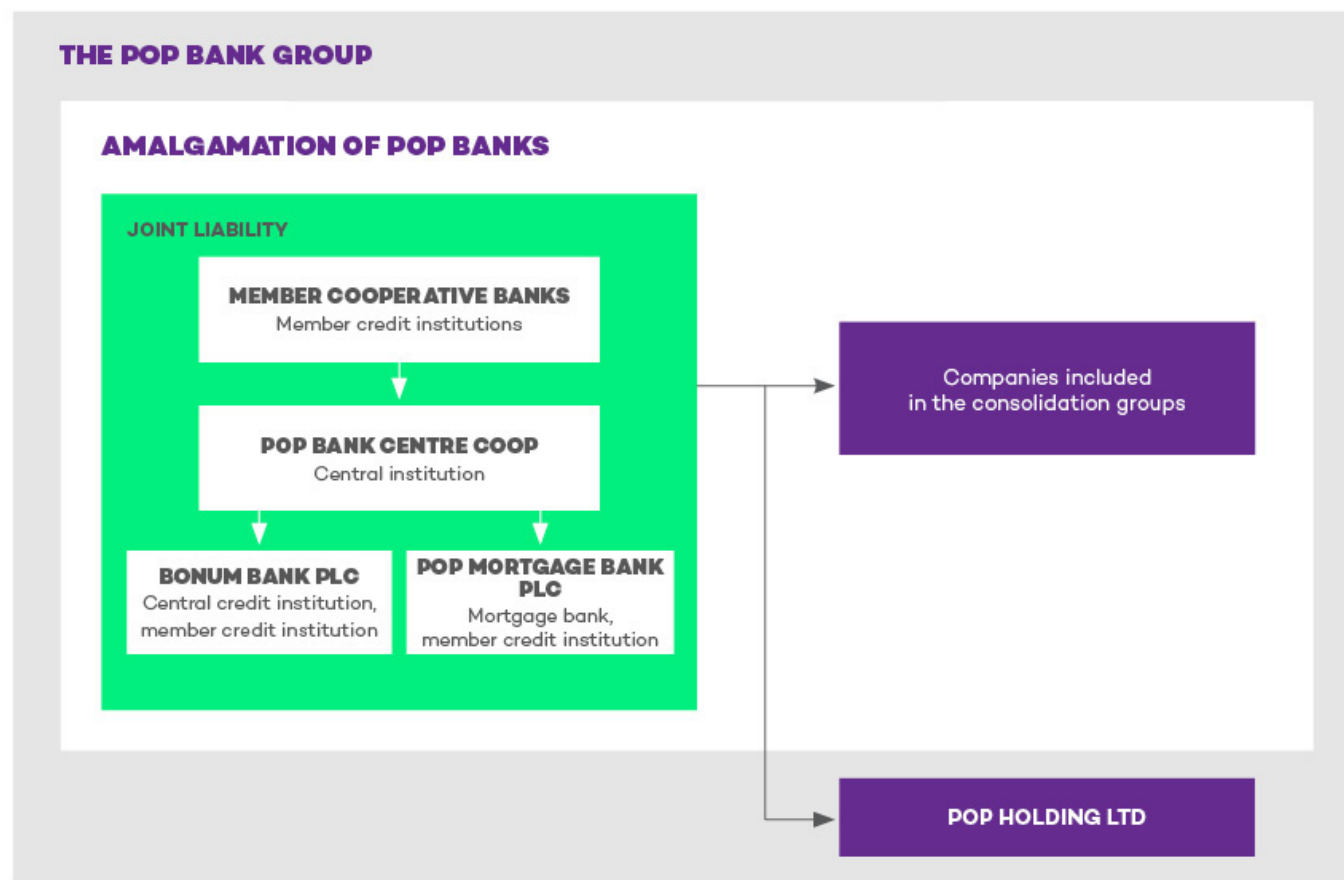 THE POP BANK GROUP
AMALGAMATION OF POP BANKS
JOINT LIABILITY
MEMBER COOPERATIVE BANKS
Member credit institutions
POP BANK CENTRE COOP
Central institution
BONUM BANK PLC
Central credit institution,
member credit institution
POP MORTGAGE BANK
PLC
Mortgage bank,
member credit institution
Companies included
in the consolidation groups
POP HOLDING LTD